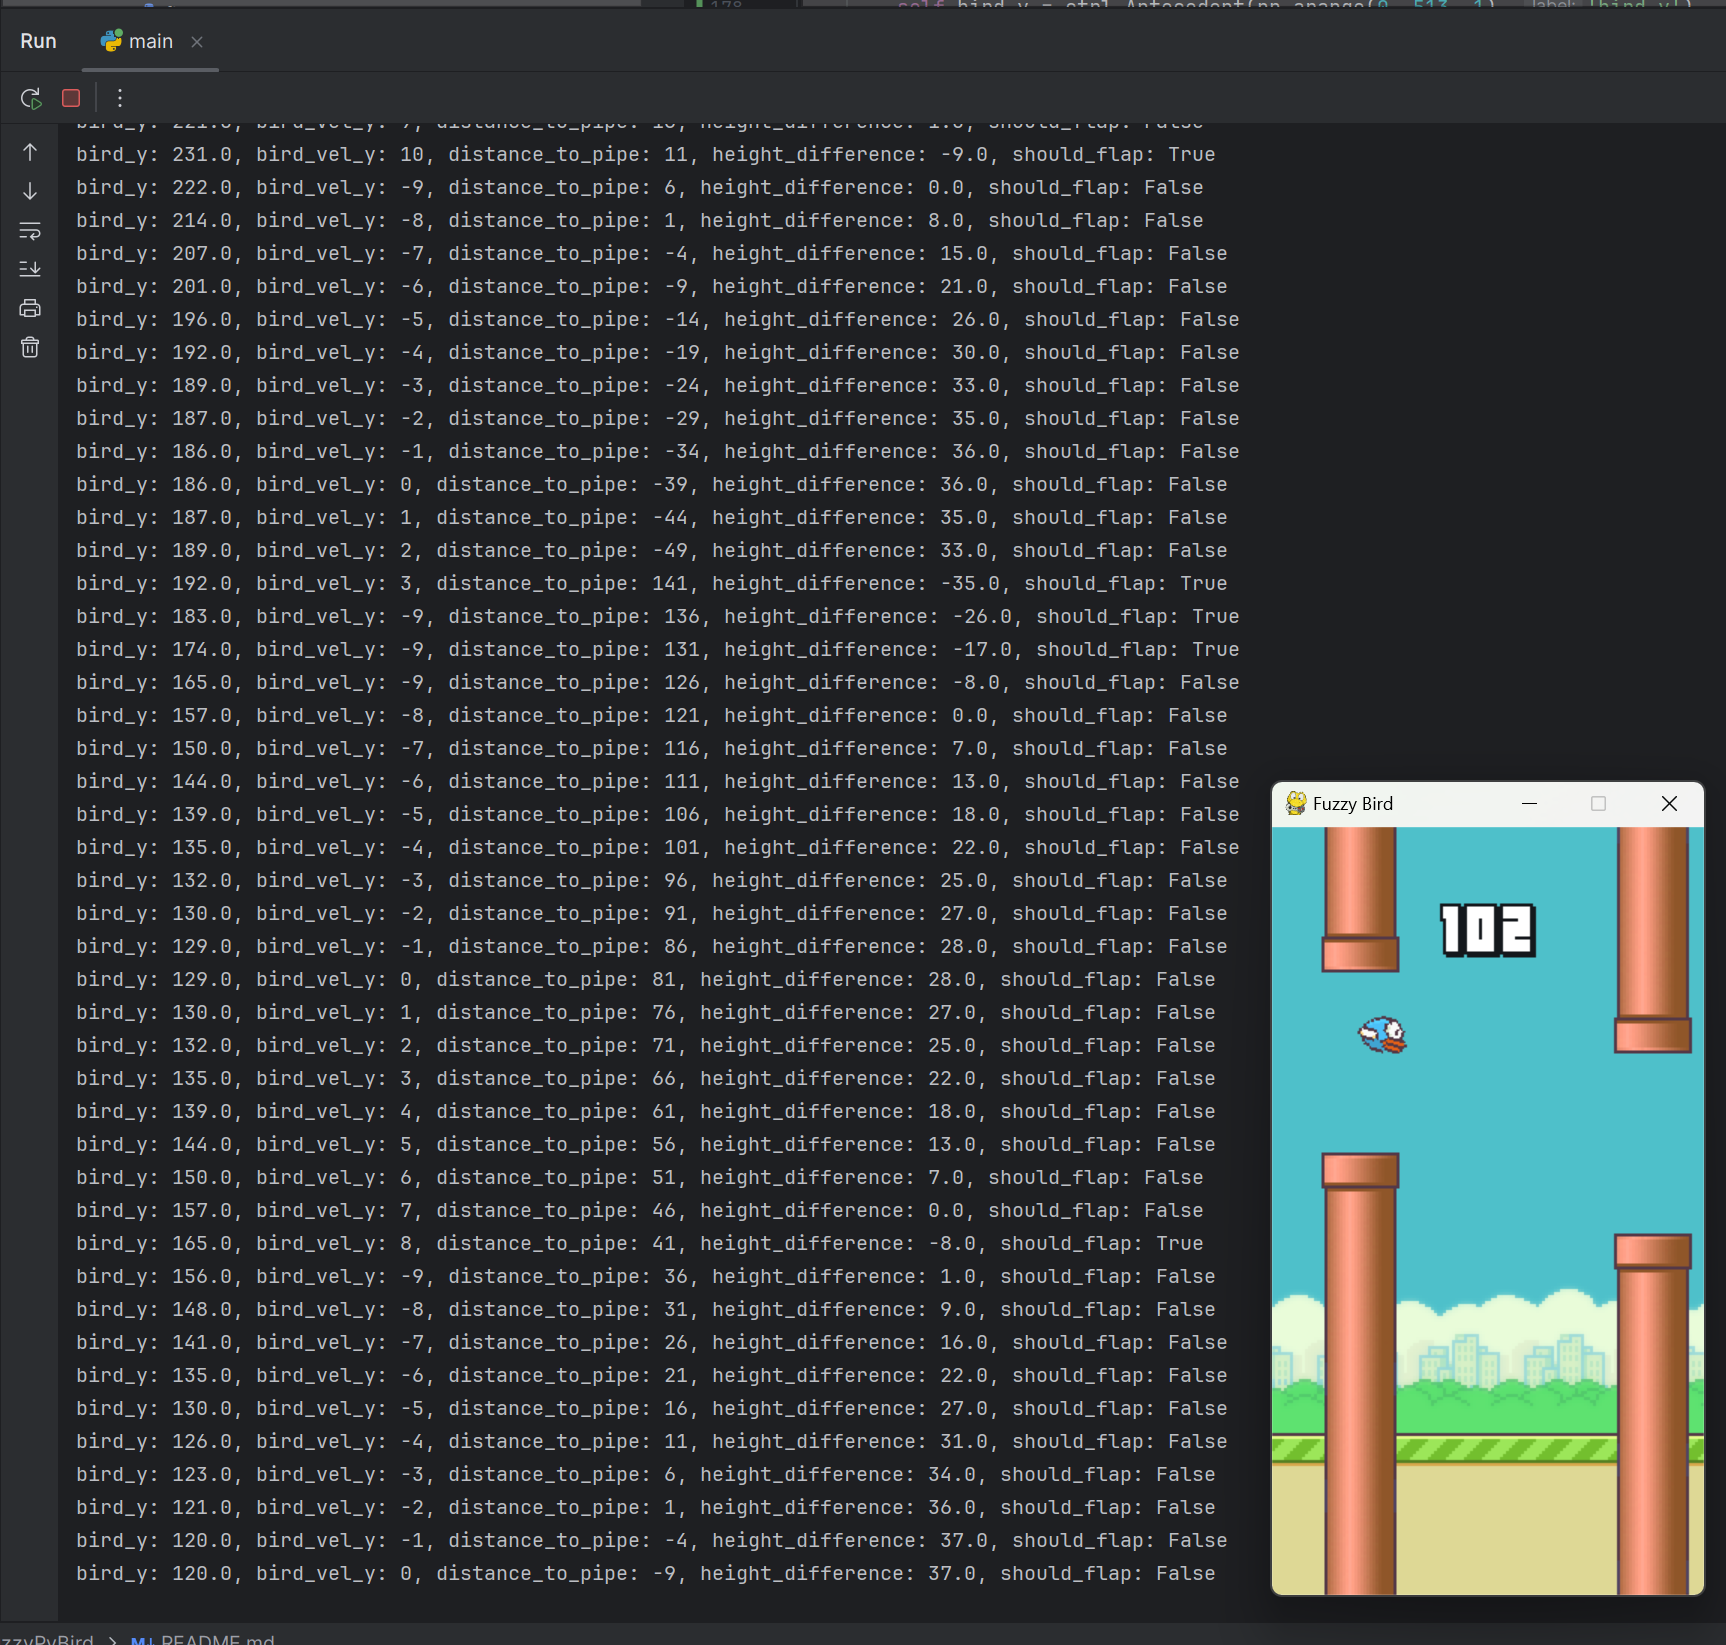 178 self.bird_y = ctrl.Antecedent(np.arange(0, 513, 1), label: 'bird_y')
Run main
bird_y: 221.0, bird_vel_y: 9, distance_to_pipe: 16, height_difference: 1.0, should_flap: False
bird_y: 231.0, bird_vel_y: 10, distance_to_pipe: 11, height_difference: -9.0, should_flap: True
bird_y: 222.0, bird_vel_y: -9, distance_to_pipe: 6, height_difference: 0.0, should_flap: False
bird_y: 214.0, bird_vel_y: -8, distance_to_pipe: 1, height_difference: 8.0, should_flap: False
bird_y: 207.0, bird_vel_y: -7, distance_to_pipe: -4, height_difference: 15.0, should_flap: False
bird_y: 201.0, bird_vel_y: -6, distance_to_pipe: -9, height_difference: 21.0, should_flap: False
bird_y: 196.0, bird_vel_y: -5, distance_to_pipe: -14, height_difference: 26.0, should_flap: False
bird_y: 192.0, bird_vel_y: -4, distance_to_pipe: -19, height_difference: 30.0, should_flap: False
bird_y: 189.0, bird_vel_y: -3, distance_to_pipe: -24, height_difference: 33.0, should_flap: False
bird_y: 187.0, bird_vel_y: -2, distance_to_pipe: -29, height_difference: 35.0, should_flap: False
bird_y: 186.0, bird_vel_y: -1, distance_to_pipe: -34, height_difference: 36.0, should_flap: False
bird_y: 186.0, bird_vel_y: 0, distance_to_pipe: -39, height_difference: 36.0, should_flap: False
bird_y: 187.0, bird_vel_y: 1, distance_to_pipe: -44, height_difference: 35.0, should_flap: False
bird_y: 189.0, bird_vel_y: 2, distance_to_pipe: -49, height_difference: 33.0, should_flap: False
bird_y: 192.0, bird_vel_y: 3, distance_to_pipe: 141, height_difference: -35.0, should_flap: True
bird_y: 183.0, bird_vel_y: -9, distance_to_pipe: 136, height_difference: -26.0, should_flap: True
bird_y: 174.0, bird_vel_y: -9, distance_to_pipe: 131, height_difference: -17.0, should_flap: True
bird_y: 165.0, bird_vel_y: -9, distance_to_pipe: 126, height_difference: -8.0, should_flap: False
bird_y: 157.0, bird_vel_y: -8, distance_to_pipe: 121, height_difference: 0.0, should_flap: False
bird_y: 150.0, bird_vel_y: -7, distance_to_pipe: 116, height_difference: 7.0, should_flap: False
bird_y: 144.0, bird_vel_y: -6, distance_to_pipe: 111, height_difference: 13.0, should_flap: False
bird_y: 139.0, bird_vel_y: -5, distance_to_pipe: 106, height_difference: 18.0, should_flap: False
bird_y: 135.0, bird_vel_y: -4, distance_to_pipe: 101, height_difference: 22.0, should_flap: False
bird_y: 132.0, bird_vel_y: -3, distance_to_pipe: 96, height_difference: 25.0, should_flap: False
bird_y: 130.0, bird_vel_y: -2, distance_to_pipe: 91, height_difference: 27.0, should_flap: False
bird_y: 129.0, bird_vel_y: -1, distance_to_pipe: 86, height_difference: 28.0, should_flap: False
bird_y: 129.0, bird_vel_y: 0, distance_to_pipe: 81, height_difference: 28.0, should_flap: False
bird_y: 130.0, bird_vel_y: 1, distance_to_pipe: 76, height_difference: 27.0, should_flap: False
bird_y: 132.0, bird_vel_y: 2, distance_to_pipe: 71, height_difference: 25.0, should_flap: False
bird_y: 135.0, bird_vel_y: 3, distance_to_pipe: 66, height_difference: 22.0, should_flap: False
bird_y: 139.0, bird_vel_y: 4, distance_to_pipe: 61, height_difference: 18.0, should_flap: False
bird_y: 144.0, bird_vel_y: 5, distance_to_pipe: 56, height_difference: 13.0, should_flap: False
bird_y: 150.0, bird_vel_y: 6, distance_to_pipe: 51, height_difference: 7.0, should_flap: False
bird_y: 157.0, bird_vel_y: 7, distance_to_pipe: 46, height_difference: 0.0, should_flap: False
bird_y: 165.0, bird_vel_y: 8, distance_to_pipe: 41, height_difference: -8.0, should_flap: True
bird_y: 156.0, bird_vel_y: -9, distance_to_pipe: 36, height_difference: 1.0, should_flap: False
bird_y: 148.0, bird_vel_y: -8, distance_to_pipe: 31, height_difference: 9.0, should_flap: False
bird_y: 141.0, bird_vel_y: -7, distance_to_pipe: 26, height_difference: 16.0, should_flap: False
bird_y: 135.0, bird_vel_y: -6, distance_to_pipe: 21, height_difference: 22.0, should_flap: False
bird_y: 130.0, bird_vel_y: -5, distance_to_pipe: 16, height_difference: 27.0, should_flap: False
bird_y: 126.0, bird_vel_y: -4, distance_to_pipe: 11, height_difference: 31.0, should_flap: False
bird_y: 123.0, bird_vel_y: -3, distance_to_pipe: 6, height_difference: 34.0, should_flap: False
bird_y: 121.0, bird_vel_y: -2, distance_to_pipe: 1, height_difference: 36.0, should_flap: False
bird_y: 120.0, bird_vel_y: -1, distance_to_pipe: -4, height_difference: 37.0, should_flap: False
bird_y: 120.0, bird_vel_y: 0, distance_to_pipe: -9, height_difference: 37.0, should_flap: False
Fuzzy Bird
102
zzyPyBird > M↓ README.md